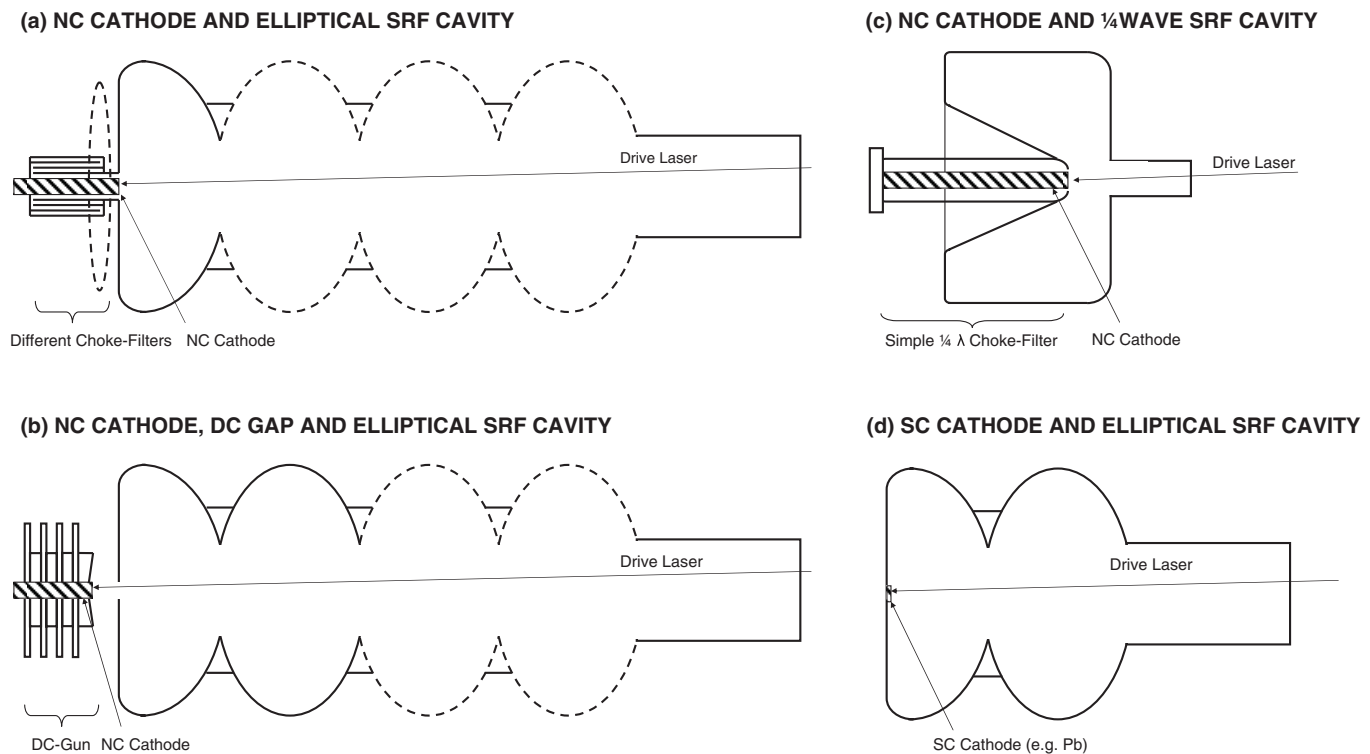 (a) NC CATHODE AND ELLIPTICAL SRF CAVITY
Drive Laser
Different Choke-Filters
NC Cathode
(c) NC CATHODE AND ¼WAVE SRF CAVITY
Drive Laser
Simple ¼ λ Choke-Filter
NC Cathode
(b) NC CATHODE, DC GAP AND ELLIPTICAL SRF CAVITY
Drive Laser
DC-Gun
NC Cathode
(d) SC CATHODE AND ELLIPTICAL SRF CAVITY
Drive Laser
SC Cathode (e.g. Pb)